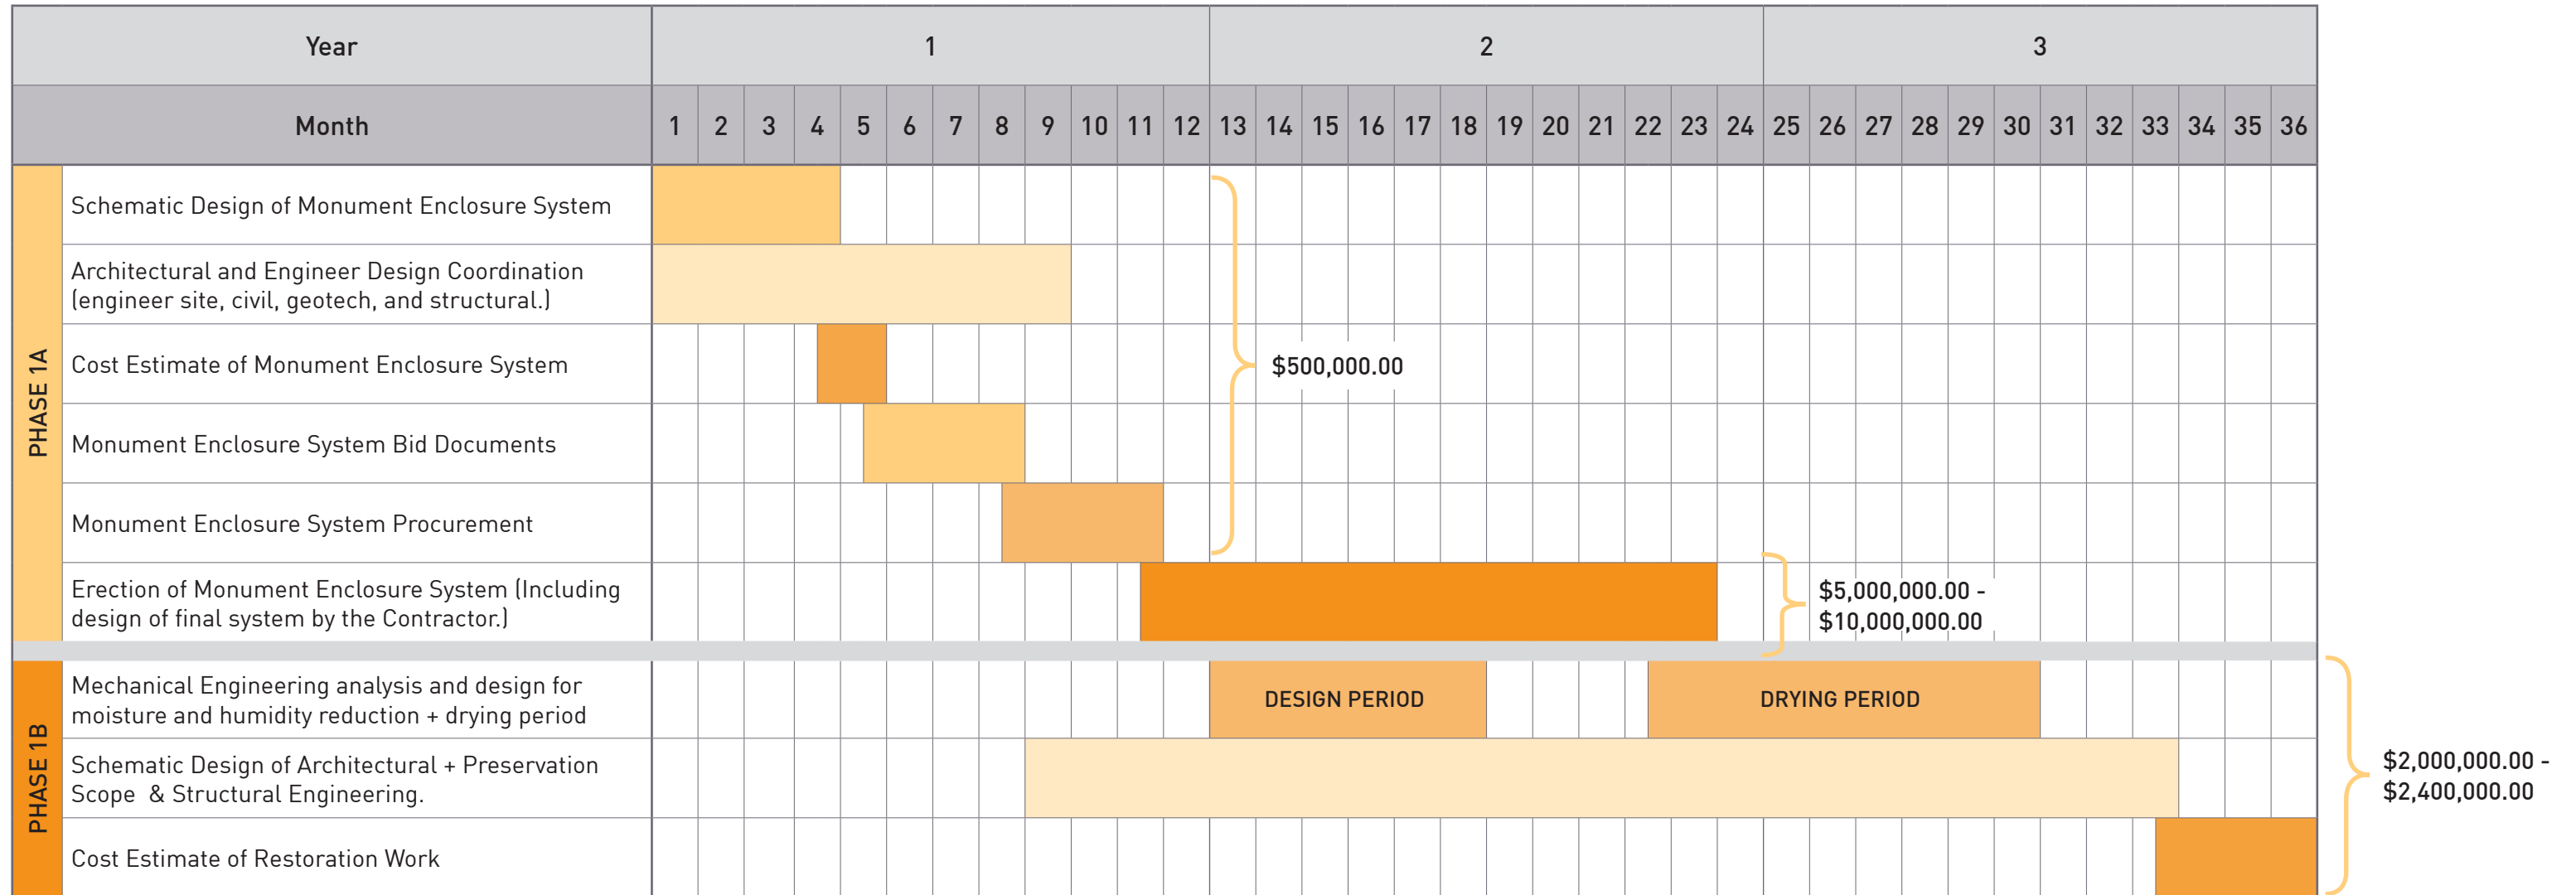 Year 1 2 3
Month 1 2 3 4 5 6 7 8 9 10 11 12 13 14 15 16 17 18 19 20 21 22 23 24 25 26 27 28 29 30 31 32 33 34 35 36
PHASE 1A
Schematic Design of Monument Enclosure System
Architectural and Engineer Design Coordination
(engineer site, civil, geotech, and structural.)
Cost Estimate of Monument Enclosure System
$500,000.00
Monument Enclosure System Bid Documents
Monument Enclosure System Procurement
Erection of Monument Enclosure System (Including
design of final system by the Contractor.)
$5,000,000.00 -
$10,000,000.00
PHASE 1B
Mechanical Engineering analysis and design for
moisture and humidity reduction + drying period
DESIGN PERIOD
DRYING PERIOD
Schematic Design of Architectural + Preservation
Scope & Structural Engineering.
$2,000,000.00 -
$2,400,000.00
Cost Estimate of Restoration Work